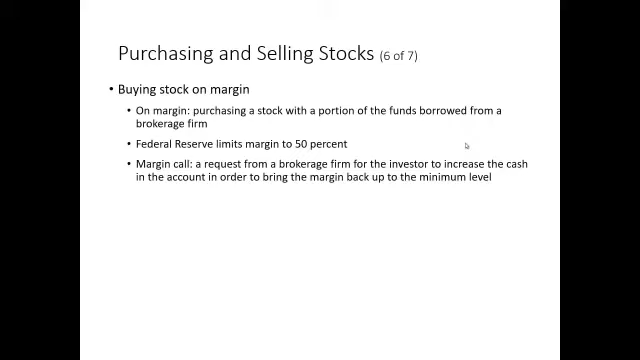 Purchasing and Selling Stocks (6 of 7)
• Buying stock on margin
• On margin: purchasing a stock with a portion of the funds borrowed from a
brokerage firm
• Federal Reserve limits margin to 50 percent
• Margin call: a request from a brokerage firm for the investor to increase the cash
in the account in order to bring the margin back up to the minimum level